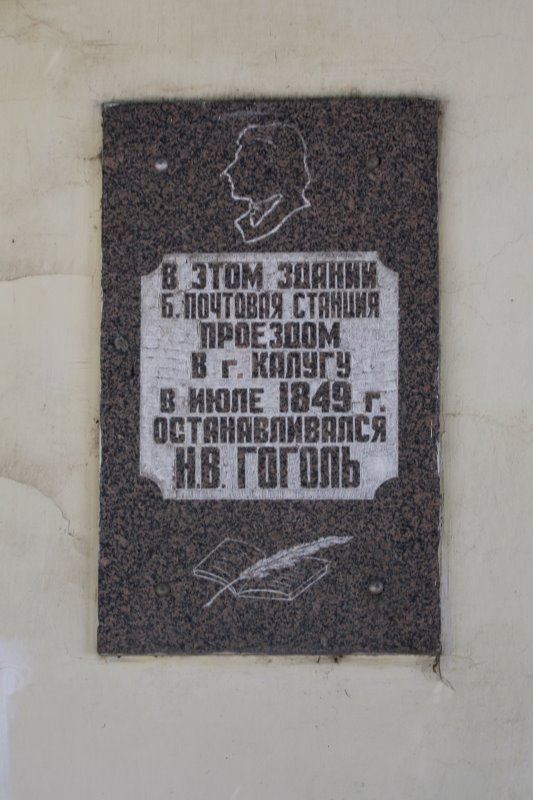 В ЭТОМ ЗДАНИИ
Б. ПОЧТОВАЯ СТАНЦИЯ
ПРОЕЗДОМ
В г. КАЛУГУ
В ИЮЛЕ 1849 г.
ОСТАНАВЛИВАЛСЯ
Н.В. ГОГОЛЬ